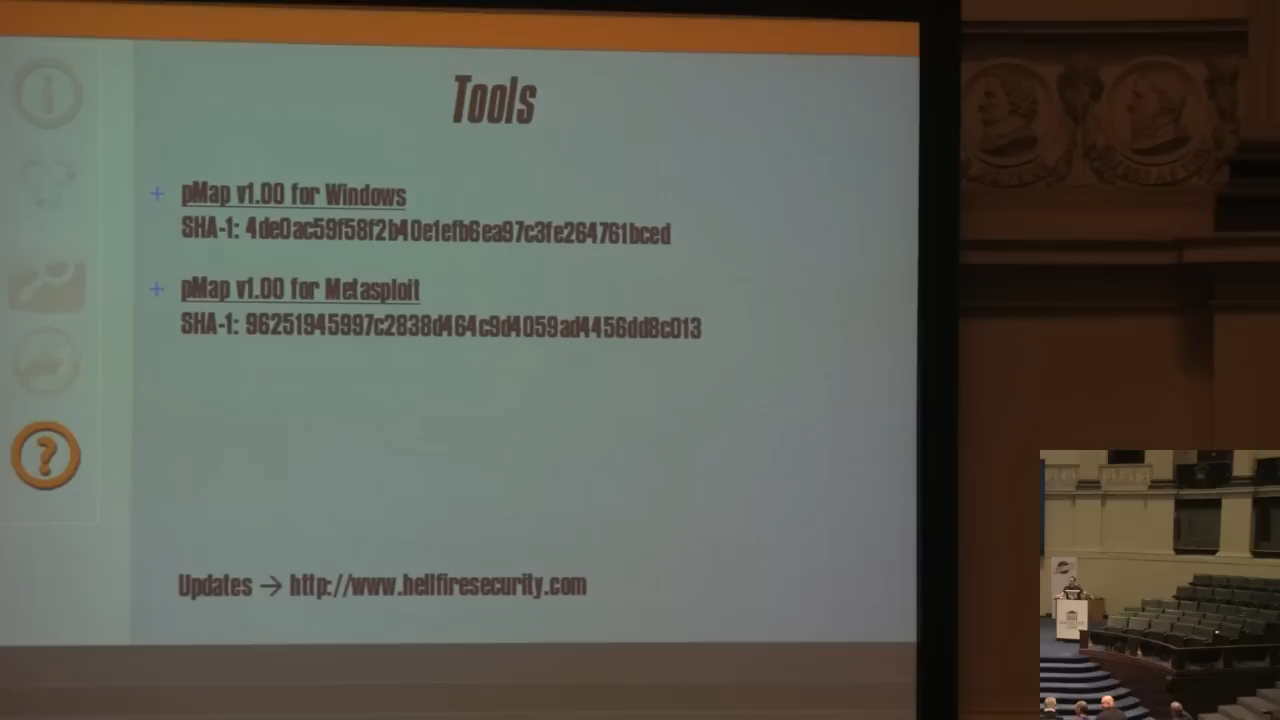 Tools
+ pMap v1.00 for Windows
SHA-1: 4de0ac59f58f2b40e1efb6ea97c3fe264761bced
+ pMap v1.00 for Metasploit
SHA-1: 96251945997c2838d464c9d4059ad4456dd8c013
?
Updates → http://www.hellfiresecurity.com